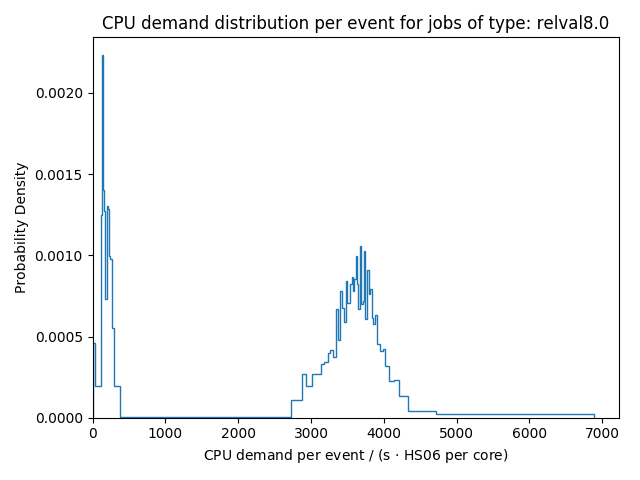 CPU demand distribution per event for jobs of type: relval8.0
Probability Density
0.0020
0.0015
0.0010
0.0005
0.0000
0 1000 2000 3000 4000 5000 6000 7000
CPU demand per event / (s · HS06 per core)